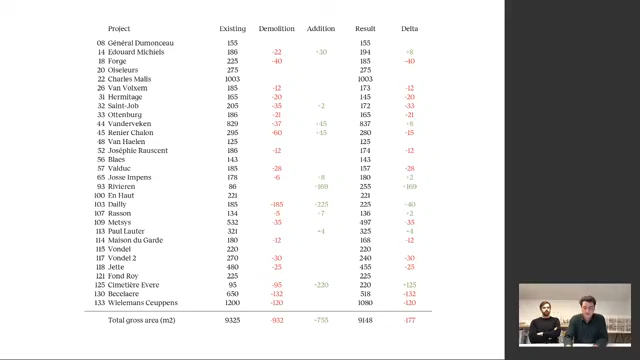 Project Existing Demolition Addition Result Delta
08 Général Dumonceau 155 155
14 Edouard Michiels 186 -22 +30 194 +8
18 Forge 225 -40 185 -40
20 Oiseleurs 275 275
22 Charles Malis 1003 1003
26 Van Volxem 185 -12 173 -12
31 Hermitage 165 -20 145 -20
32 Saint-Job 205 -35 +2 172 -33
33 Ottenburg 186 -21 165 -21
44 Vanderveken 829 -37 +45 837 +8
45 Renier Chalon 295 -60 +45 280 -15
48 Van Haelen 125 125
52 Joséphie Rauscent 186 -12 174 -12
56 Blaes 143 143
57 Valduc 185 -28 157 -28
65 Josse Impens 178 -6 +8 180 +2
93 Rivieren 86 +169 255 +169
100 En Haut 221 221
103 Dailly 185 -185 +225 225 +40
107 Rasson 134 -5 +7 136 +2
109 Metsys 532 -35 497 -35
113 Paul Lauter 321 +4 325 +4
114 Maison du Garde 180 -12 168 -12
115 Vondel 220 220
117 Vondel 2 270 -30 240 -30
118 Jette 480 -25 455 -25
121 Fond Roy 225 225
125 Cimetière Evere 95 -95 +220 220 +125
130 Beeelaere 650 -132 518 -132
133 Wielemans Ceuppens 1200 -120 1080 -120
Total gross area (m2) 9325 -932 +755 9148 -177